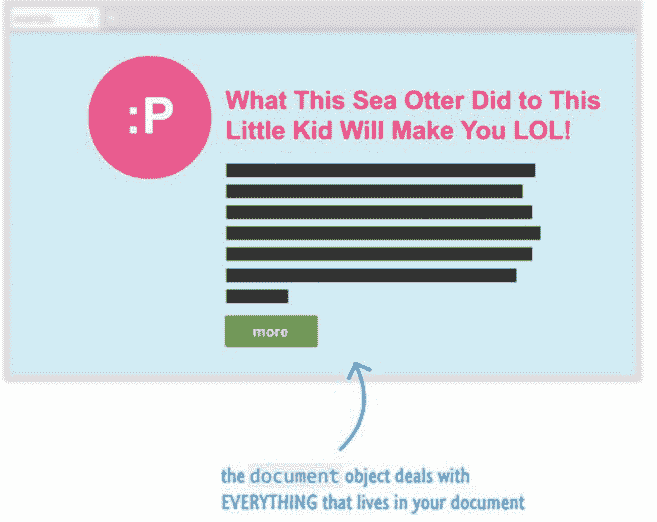 :P
What This Sea Otter Did to This
Little Kid Will Make You LOL!
more
the document object deals with
EVERYTHING that lives in your document